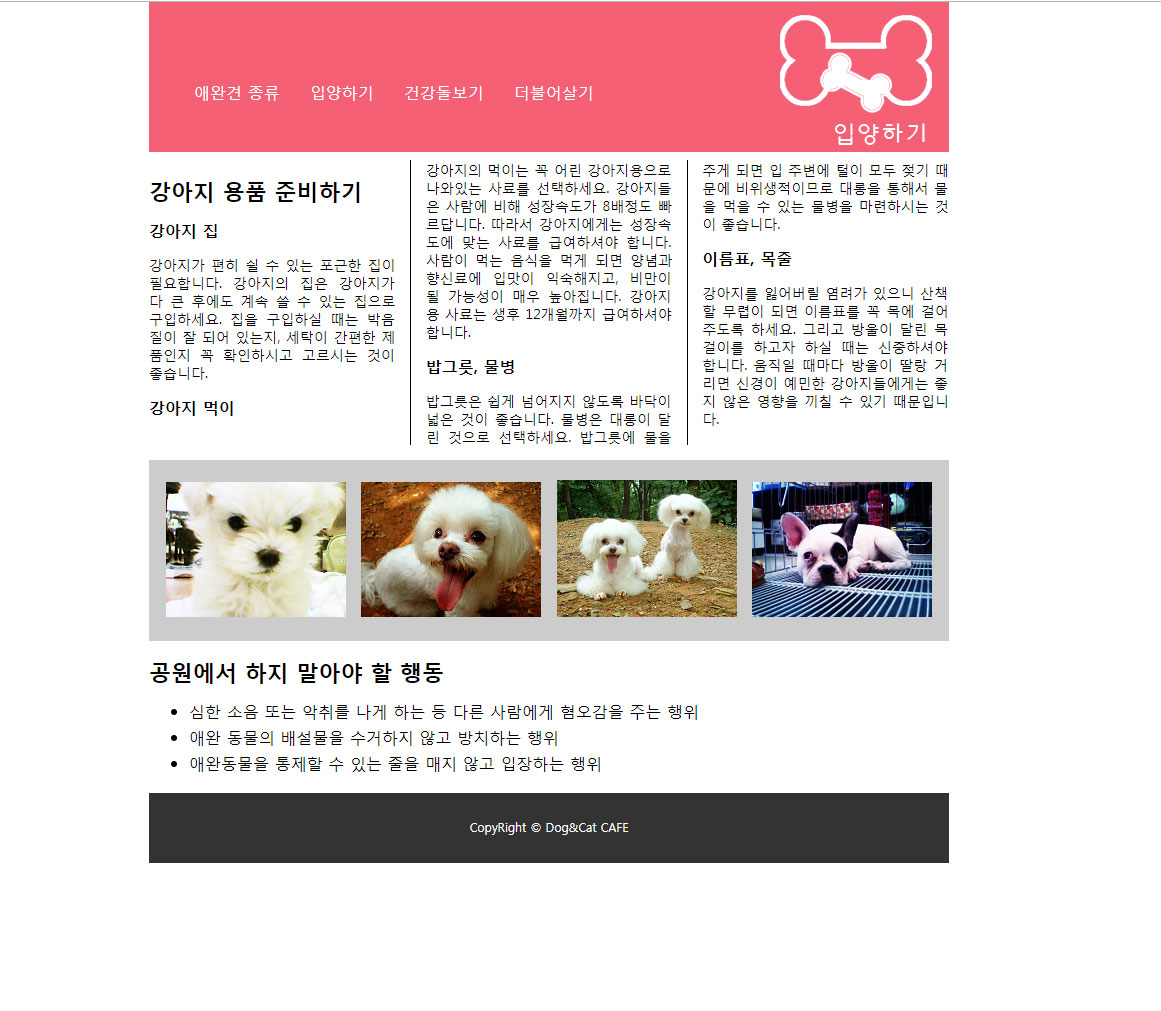 애완견 종류 입양하기 건강돌보기 더불어살기
입양하기
강아지 용품 준비하기
강아지 집
강아지가 편히 쉴 수 있는 포근한 집이
필요합니다. 강아지의 집은 강아지가
다 큰 후에도 계속 쓸 수 있는 집으로
구입하세요. 집을 구입하실 때는 박음
질이 잘 되어 있는지, 세탁이 간편한 제
품인지 꼭 확인하시고 고르시는 것이
좋습니다.
강아지 먹이
강아지의 먹이는 꼭 어린 강아지용으로
나와있는 사료를 선택하세요. 강아지들
은 사람에 비해 성장속도가 8배정도 빠
르답니다. 따라서 강아지에게는 성장속
도에 맞는 사료를 급여하셔야 합니다.
사람이 먹는 음식을 먹게 되면 양념과
향신료에 입맛이 익숙해지고, 비만이
될 가능성이 매우 높아집니다. 강아지
용 사료는 생후 12개월까지 급여하셔야
합니다.
밥그릇, 물병
밥그릇은 쉽게 넘어지지 않도록 바닥이
넓은 것이 좋습니다. 물병은 대롱이 달
린 것으로 선택하세요. 밥그릇에 물을
주게 되면 입 주변에 털이 모두 젖기 때
문에 비위생적이므로 대롱을 통해서 물
을 먹을 수 있는 물병을 마련하시는 것
이 좋습니다.
이름표, 목줄
강아지를 잃어버릴 염려가 있으니 산책
할 무렵이 되면 이름표를 꼭 목에 걸어
주도록 하세요. 그리고 방울이 달린 목
걸이를 하고자 하실 때는 신중하셔야
합니다. 움직일 때마다 방울이 딸랑 거
리면 신경이 예민한 강아지들에게는 좋
지 않은 영향을 끼칠 수 있기 때문입니
다.
공원에서 하지 말아야 할 행동
• 심한 소음 또는 악취를 나게 하는 등 다른 사람에게 혐오감을 주는 행위
• 애완 동물의 배설물을 수거하지 않고 방치하는 행위
• 애완동물을 통제할 수 있는 줄을 매지 않고 입장하는 행위
CopyRight © Dog&Cat CAFE